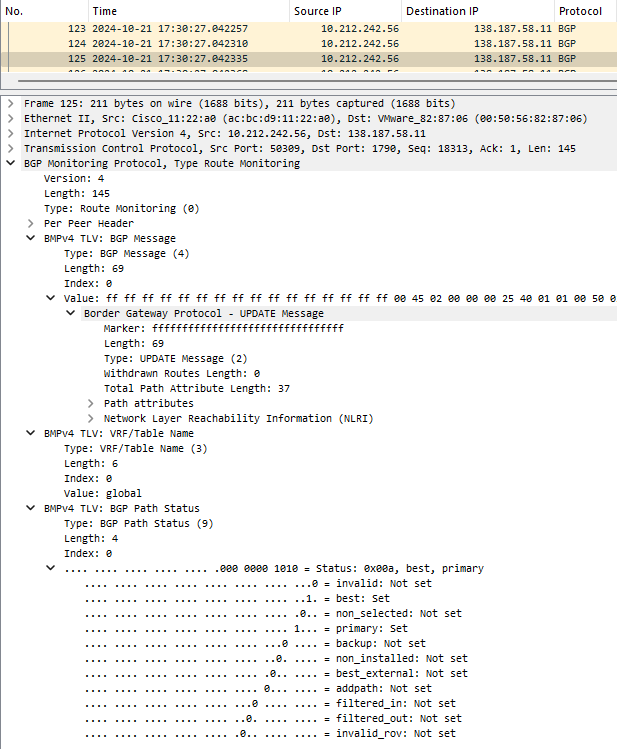 No. Time Source IP Destination IP Protocol
123 2024-10-21 17:30:27.042257 10.212.242.56 138.187.58.11 BGP
124 2024-10-21 17:30:27.042310 10.212.242.56 138.187.58.11 BGP
125 2024-10-21 17:30:27.042335 10.212.242.56 138.187.58.11 BGP
Frame 125: 211 bytes on wire (1688 bits), 211 bytes captured (1688 bits)
Ethernet II, Src: Cisco_11:22:a0 (ac:bc:d9:11:22:a0), Dst: VMware_82:87:06 (00:50:56:82:87:06)
Internet Protocol Version 4, Src: 10.212.242.56, Dst: 138.187.58.11
Transmission Control Protocol, Src Port: 50309, Dst Port: 1790, Seq: 18313, Ack: 1, Len: 145
BGP Monitoring Protocol, Type Route Monitoring
Version: 4
Length: 145
Type: Route Monitoring (0)
Per Peer Header
BMPv4 TLV: BGP Message
Type: BGP Message (4)
Length: 69
Index: 0
Value: ff ff ff ff ff ff ff ff ff ff ff ff ff ff ff ff 00 45 02 00 00 00 25 40 01 01 00 50 0
Border Gateway Protocol - UPDATE Message
Marker: ffffffffffffffffffffffffffffffff
Length: 69
Type: UPDATE Message (2)
Withdrawn Routes Length: 0
Total Path Attribute Length: 37
Path attributes
Network Layer Reachability Information (NLRI)
BMPv4 TLV: VRF/Table Name
Type: VRF/Table Name (3)
Length: 6
Index: 0
Value: global
BMPv4 TLV: BGP Path Status
Type: BGP Path Status (9)
Length: 4
Index: 0
.... .... .... .... .... .000 0000 1010 = Status: 0x00a, best, primary
.... .... .... .... .... .... .... ...0 = invalid: Not set
.... .... .... .... .... .... .... ..1. = best: Set
.... .... .... .... .... .... .... .0.. = non_selected: Not set
.... .... .... .... .... .... .... 1... = primary: Set
.... .... .... .... .... .... ...0 .... = backup: Not set
.... .... .... .... .... .... ..0. .... = non_installed: Not set
.... .... .... .... .... .... .0.. .... = best_external: Not set
.... .... .... .... .... .... 0... .... = addpath: Not set
.... .... .... .... .... ...0 .... .... = filtered_in: Not set
.... .... .... .... .... ..0. .... .... = filtered_out: Not set
.... .... .... .... .... .0.. .... .... = invalid_rov: Not set